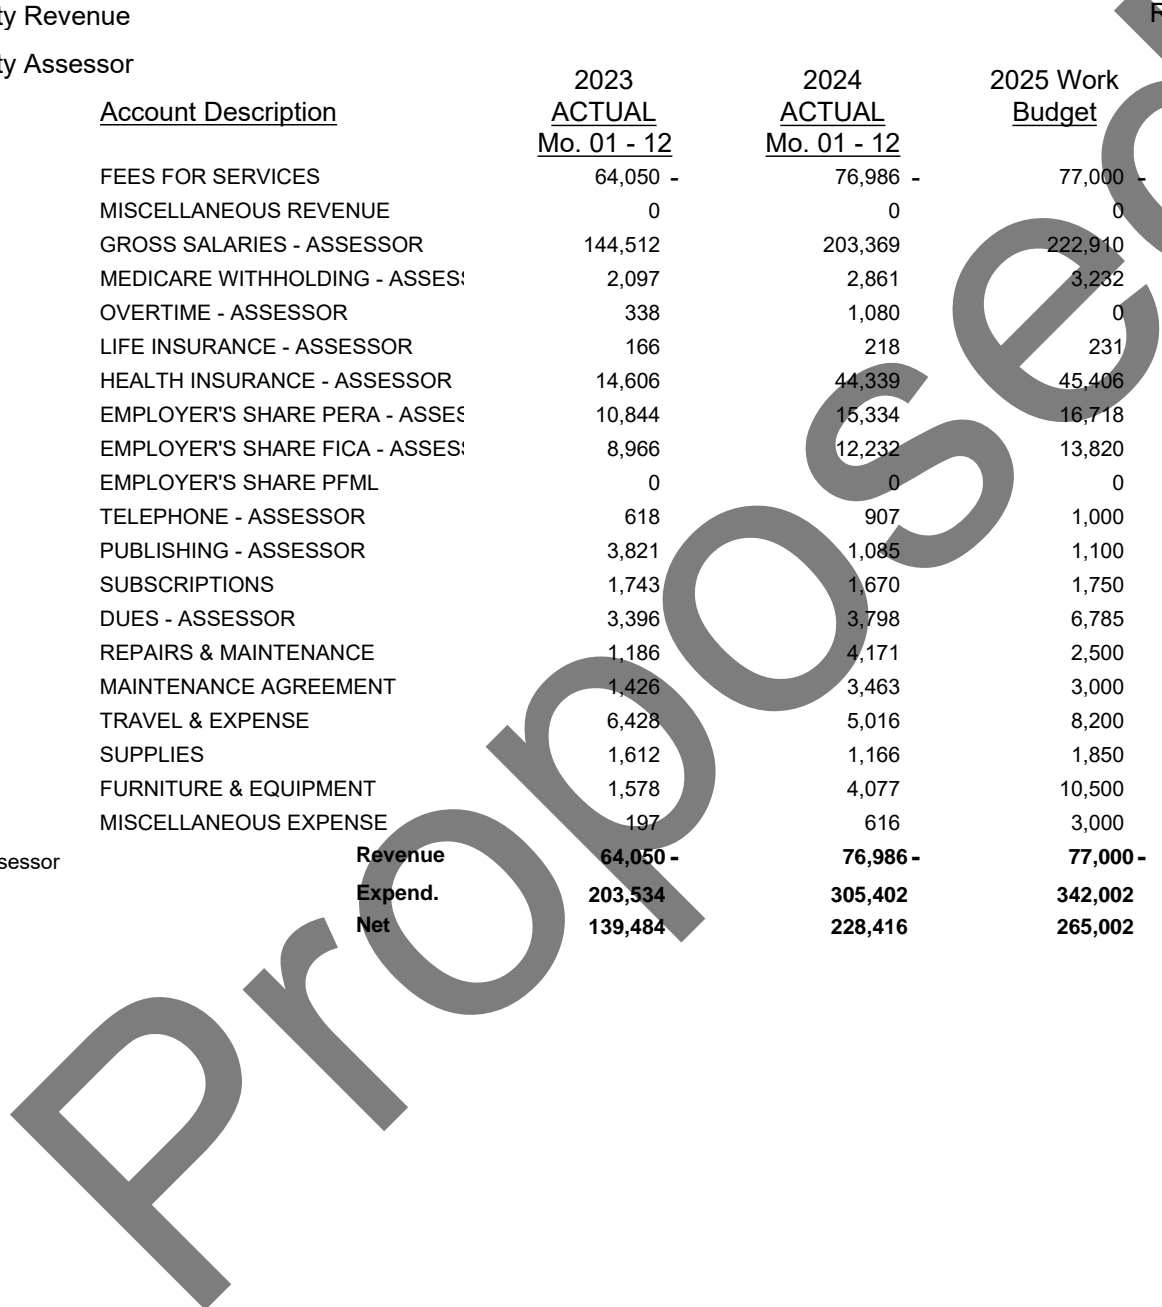 ty Revenue
ty Assessor
2023 2024 2025 Work
Account Description ACTUAL ACTUAL Budget
Mo. 01 - 12 Mo. 01 - 12
FEES FOR SERVICES 64,050 - 76,986 - 77,000 -
MISCELLANEOUS REVENUE 0 0 0
GROSS SALARIES - ASSESSOR 144,512 203,369 222,910
MEDICARE WITHHOLDING - ASSESS 2,097 2,861 3,232
OVERTIME - ASSESSOR 338 1,080 0
LIFE INSURANCE - ASSESSOR 166 218 231
HEALTH INSURANCE - ASSESSOR 14,606 44,339 45,406
EMPLOYER'S SHARE PERA - ASSES 10,844 15,334 16,718
EMPLOYER'S SHARE FICA - ASSESS 8,966 12,232 13,820
EMPLOYER'S SHARE PFML 0 0 0
TELEPHONE - ASSESSOR 618 907 1,000
PUBLISHING - ASSESSOR 3,821 1,085 1,100
SUBSCRIPTIONS 1,743 1,670 1,750
DUES - ASSESSOR 3,396 3,798 6,785
REPAIRS & MAINTENANCE 1,186 4,171 2,500
MAINTENANCE AGREEMENT 1,426 3,463 3,000
TRAVEL & EXPENSE 6,428 5,016 8,200
SUPPLIES 1,612 1,166 1,850
FURNITURE & EQUIPMENT 1,578 4,077 10,500
MISCELLANEOUS EXPENSE 197 616 3,000
sessor Revenue 64,050 - 76,986 - 77,000 -
Expend. 203,534 305,402 342,002
Net 139,484 228,416 265,002
Propose